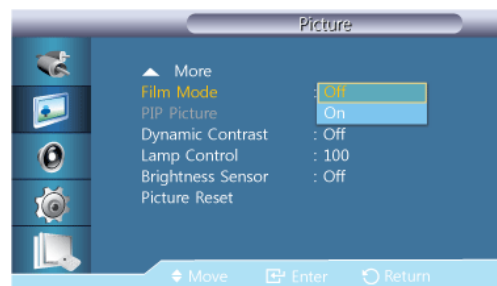 Picture
▲ More
Film Mode : Off
PIP Picture On
Dynamic Contrast : Off
Lamp Control : 100
Brightness Sensor : Off
Picture Reset
Move Enter Return